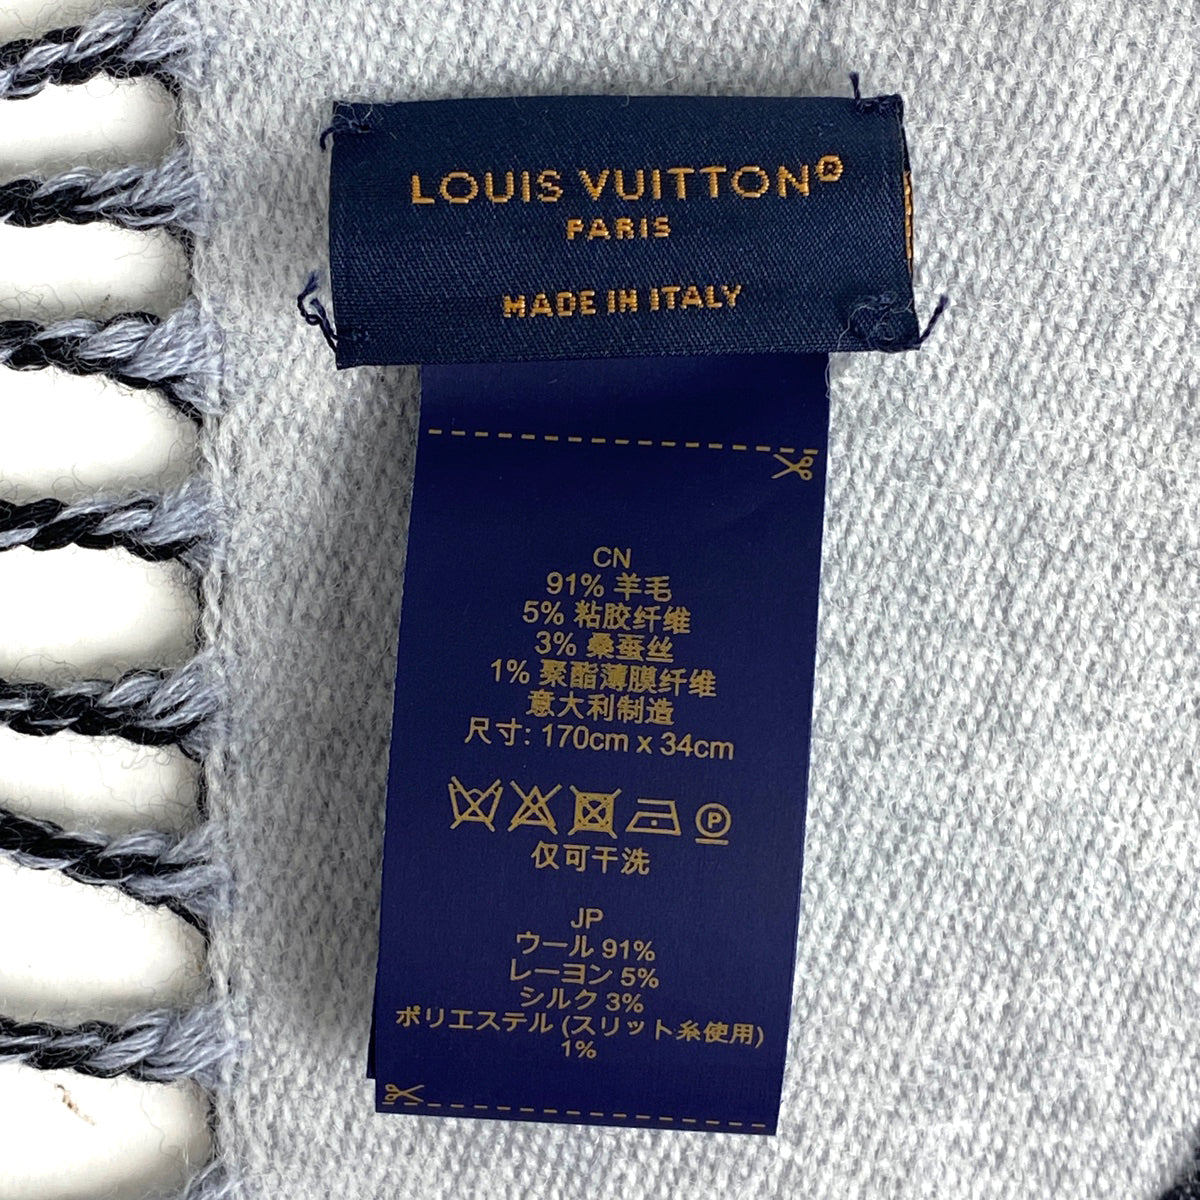 LOUIS VUITTON®
PARIS
MADE IN ITALY
CN
91% 羊毛
5% 粘胶纤维
3% 桑蚕丝
1% 聚酯薄膜纤维
意大利制造
尺寸: 170cm x 34cm
P
仅可干洗
JP
ウール 91%
レーヨン 5%
シルク 3%
ポリエステル (スリット糸使用)
1%